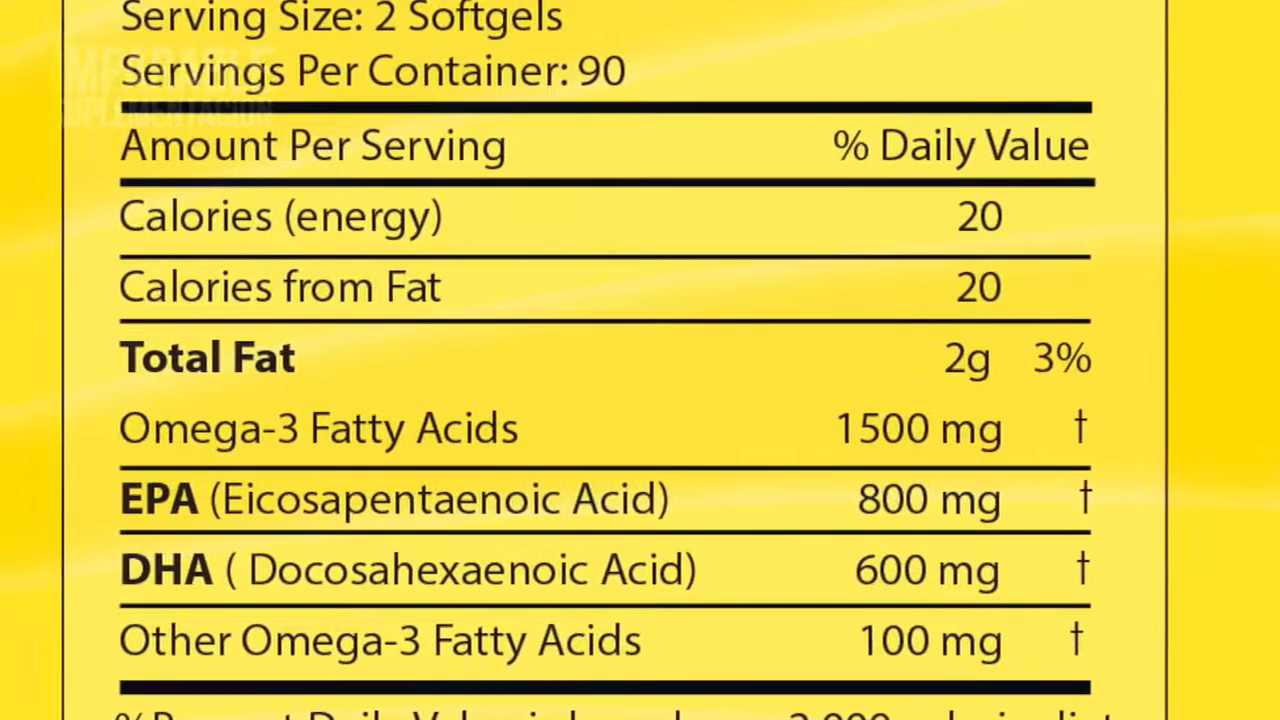 Serving Size: 2 Softgels
Servings Per Container: 90
Amount Per Serving % Daily Value
Calories (energy) 20
Calories from Fat 20
Total Fat 2g 3%
Omega-3 Fatty Acids 1500 mg †
EPA (Eicosapentaenoic Acid) 800 mg †
DHA ( Docosahexaenoic Acid) 600 mg †
Other Omega-3 Fatty Acids 100 mg †